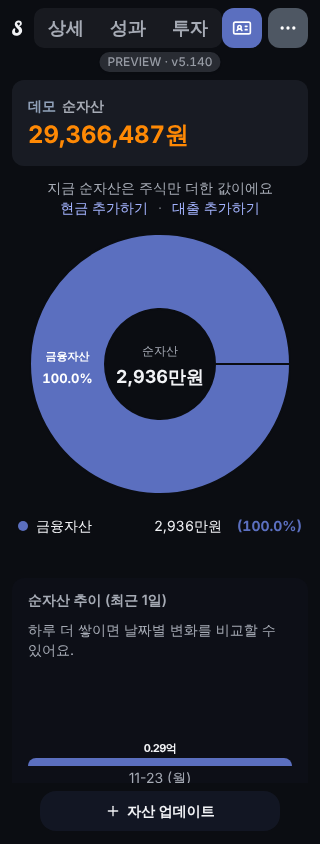 상세 성과 투자
PREVIEW · v5.140
데모 순자산
29,366,487원
지금 순자산은 주식만 더한 값이에요
현금 추가하기 · 대출 추가하기
금융자산
100.0%
순자산
2,936만원
금융자산 2,936만원 (100.0%)
순자산 추이 (최근 1일)
하루 더 쌓이면 날짜별 변화를 비교할 수
있어요.
0.29억
11-23 (월)
+ 자산 업데이트